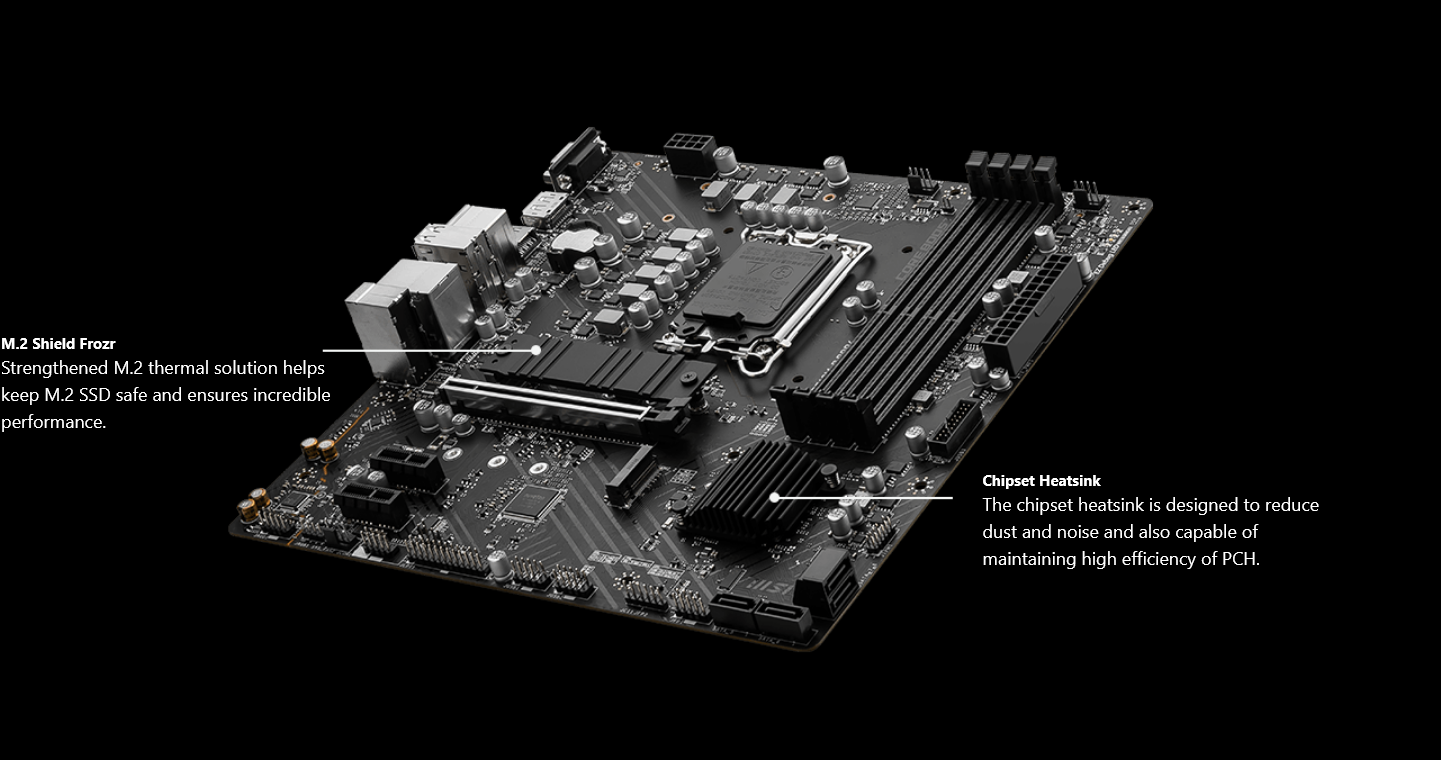 M.2 Shield Frozr
Strengthened M.2 thermal solution helps
keep M.2 SSD safe and ensures incredible
performance.
Chipset Heatsink
The chipset heatsink is designed to reduce
dust and noise and also capable of
maintaining high efficiency of PCH.
msi